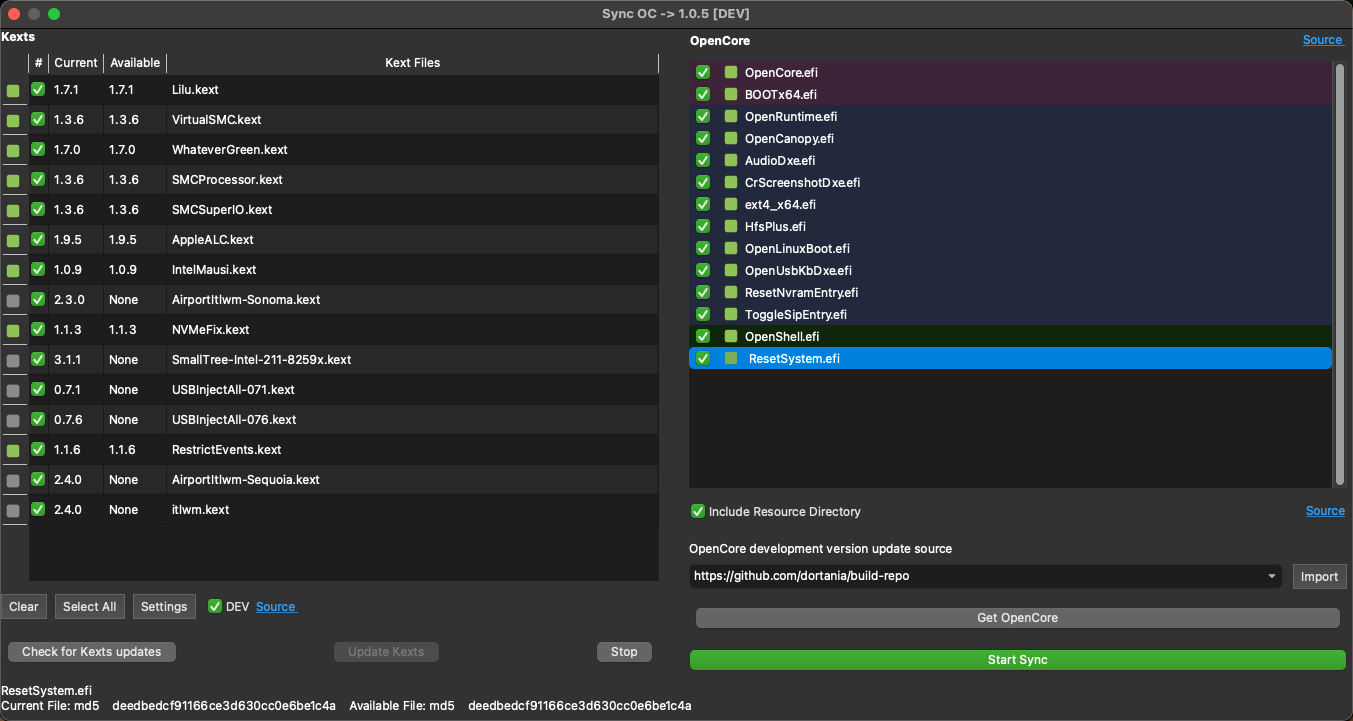 Sync OC -> 1.0.5 [DEV]
Kexts
# Current Available Kext Files
1.7.1 1.7.1 Lilu.kext
1.3.6 1.3.6 VirtualSMC.kext
1.7.0 1.7.0 WhateverGreen.kext
1.3.6 1.3.6 SMCProcessor.kext
1.3.6 1.3.6 SMCSuperIO.kext
1.9.5 1.9.5 AppleALC.kext
1.0.9 1.0.9 IntelMausi.kext
2.3.0 None AirportItlwm-Sonoma.kext
1.1.3 1.1.3 NVMeFix.kext
3.1.1 None SmallTree-Intel-211-8259x.kext
0.7.1 None USBInjectAll-071.kext
0.7.6 None USBInjectAll-076.kext
1.1.6 1.1.6 RestrictEvents.kext
2.4.0 None AirportItlwm-Sequoia.kext
2.4.0 None itlwm.kext
Clear Select All Settings DEV Source
Check for Kexts updates Update Kexts Stop
OpenCore Source
OpenCore.efi
BOOTx64.efi
OpenRuntime.efi
OpenCanopy.efi
AudioDxe.efi
CrScreenshotDxe.efi
ext4_x64.efi
HfsPlus.efi
OpenLinuxBoot.efi
OpenUsbKbDxe.efi
ResetNvramEntry.efi
ToggleSipEntry.efi
OpenShell.efi
ResetSystem.efi
Include Resource Directory Source
OpenCore development version update source
https://github.com/dortania/build-repo Import
Get OpenCore
Start Sync
ResetSystem.efi
Current File: md5 deedbedcf91166ce3d630cc0e6be1c4a Available File: md5 deedbedcf91166ce3d630cc0e6be1c4a